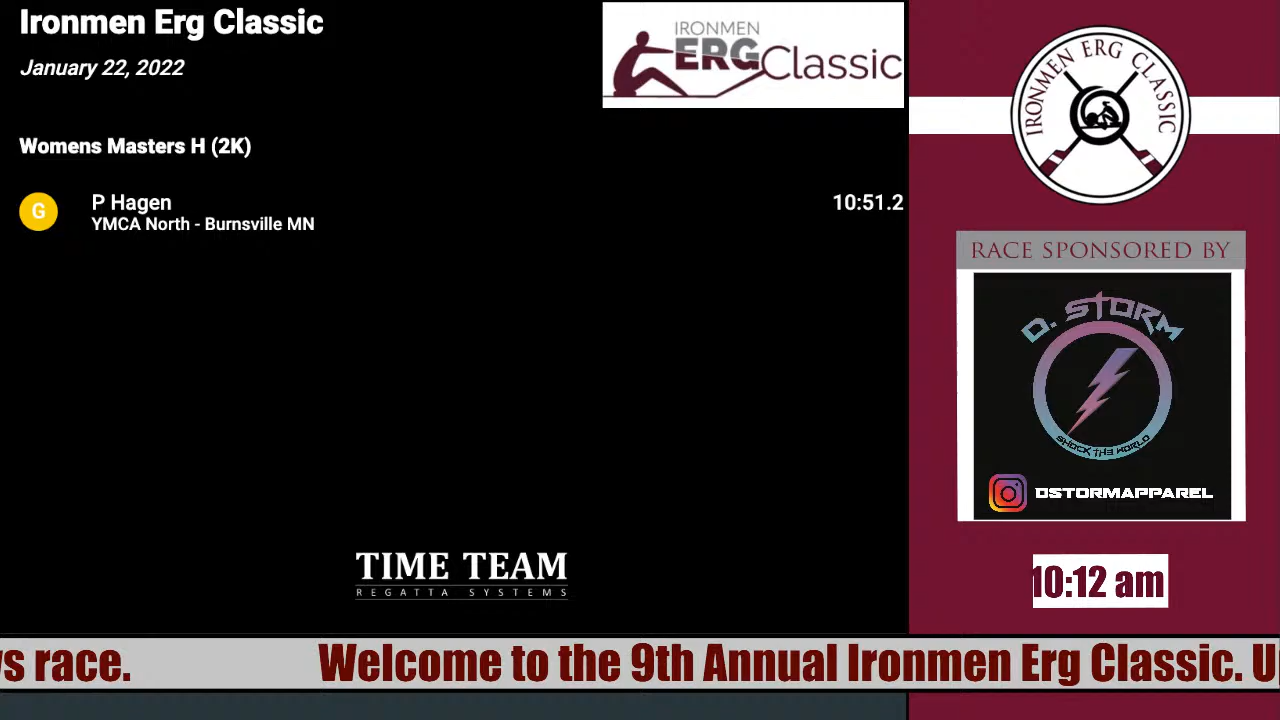 Ironmen Erg Classic
January 22, 2022
IRONMEN
ERGClassic
Womens Masters H (2K)
G
P Hagen
10:51.2
YMCA North - Burnsville MN
TIME TEAM
REGATTA SYSTEMS
IRONMEN ERG CLASSIC
RACE SPONSORED BY
D. STORM
SHOCK THE WORLD
DSTORMAPPAREL
10:12 am
race.
Welcome to the 9th Annual Ironmen Erg Classic.